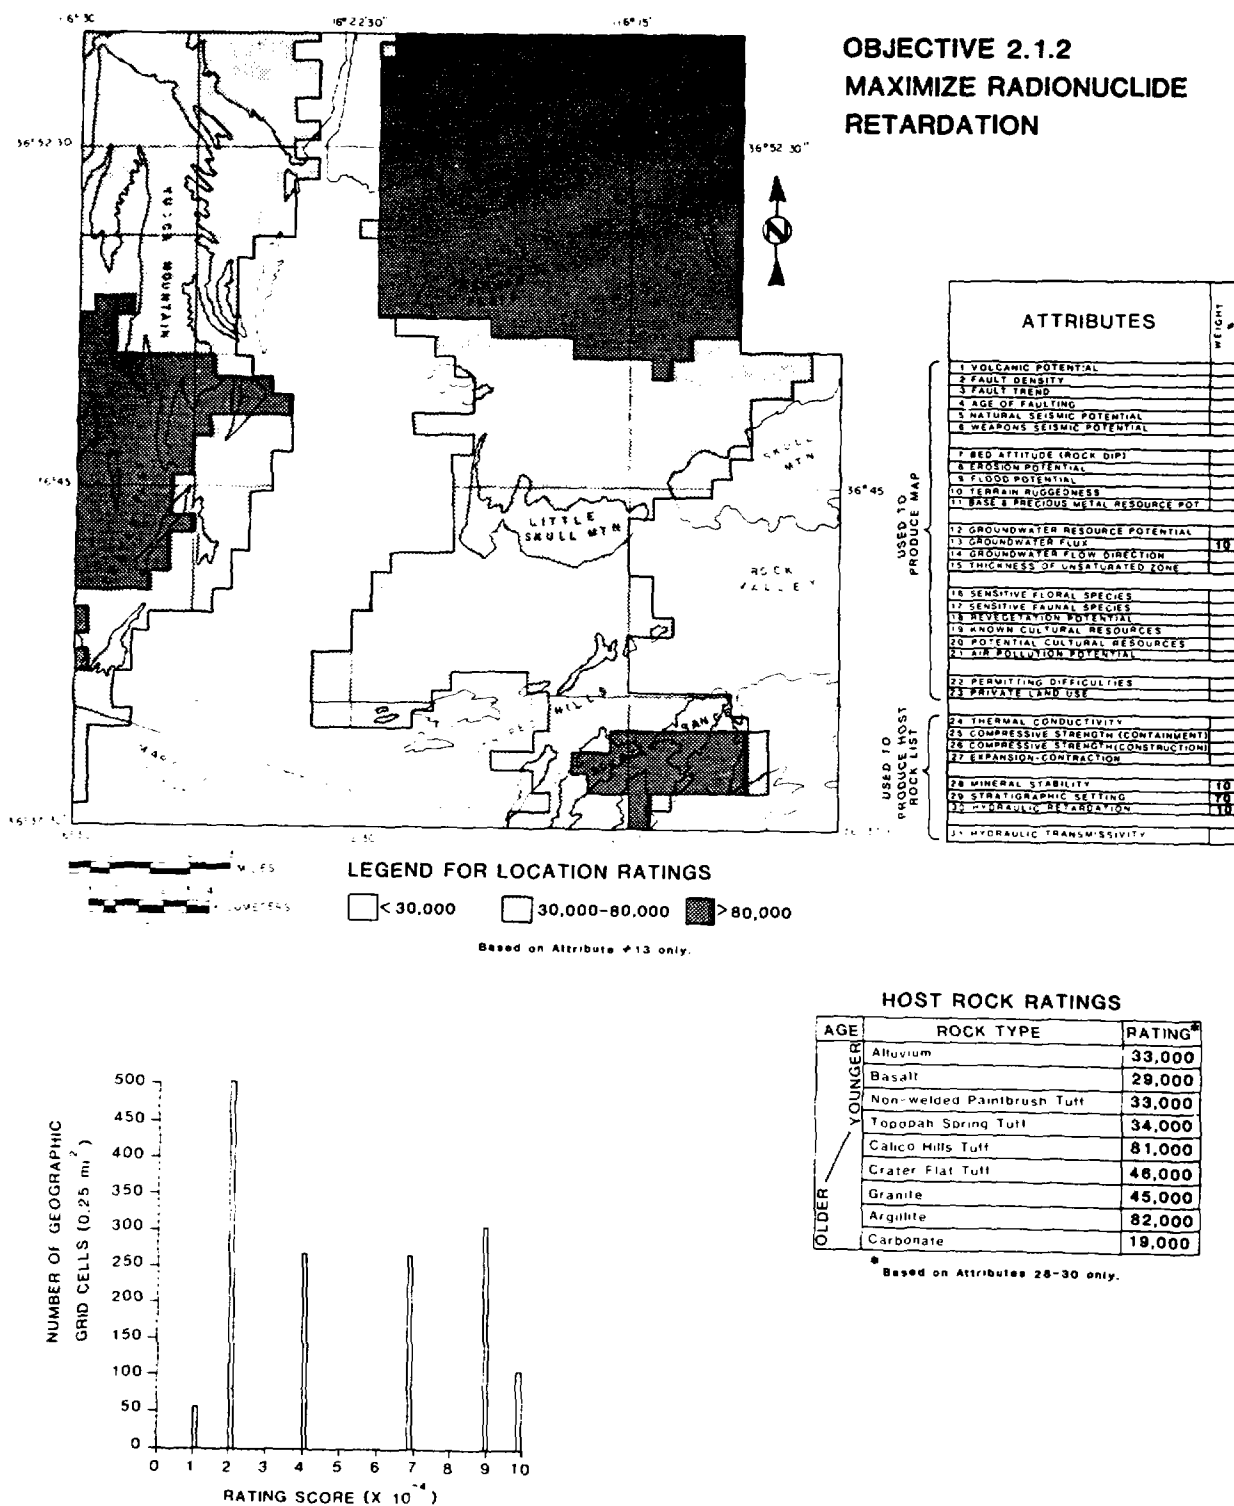 OBJECTIVE 2.1.2
MAXIMIZE RADIONUCLIDE
RETARDATION
16°22'30"
36°52'30"
YUCCA MOUNTAIN
36°45'
SKULL
MTN
LITTLE
SKULL MTN
ROCK
VALLEY
HILLS
RANGE
MILES
KILOMETERS
LEGEND FOR LOCATION RATINGS
<30,000
30,000-80,000
>80,000
Based on Attribute #13 only.
ATTRIBUTES
WEIGHT
USED TO
PRODUCE MAP
1 VOLCANIC POTENTIAL
2 FAULT DENSITY
3 FAULT TREND
4 AGE OF FAULTING
5 NATURAL SEISMIC POTENTIAL
6 WEAPONS SEISMIC POTENTIAL
7 BED ATTITUDE (ROCK DIP)
8 EROSION POTENTIAL
9 FLOOD POTENTIAL
10 TERRAIN RUGGEDNESS
11 BASE & PRECIOUS METAL RESOURCE POT
12 GROUNDWATER RESOURCE POTENTIAL
13 GROUNDWATER FLUX 10
14 GROUNDWATER FLOW DIRECTION
15 THICKNESS OF UNSATURATED ZONE
16 SENSITIVE FLORAL SPECIES
17 SENSITIVE FAUNAL SPECIES
18 REVEGETATION POTENTIAL
19 KNOWN CULTURAL RESOURCES
20 POTENTIAL CULTURAL RESOURCES
21 AIR POLLUTION POTENTIAL
22 PERMITTING DIFFICULTIES
23 PRIVATE LAND USE
USED TO
PRODUCE HOST
ROCK LIST
24 THERMAL CONDUCTIVITY
25 COMPRESSIVE STRENGTH (CONTAINMENT)
26 COMPRESSIVE STRENGTH (CONSTRUCTION)
27 EXPANSION-CONTRACTION
28 MINERAL STABILITY 10
29 STRATIGRAPHIC SETTING 70
30 HYDRAULIC RETARDATION 10
31 HYDRAULIC TRANSMISSIVITY
HOST ROCK RATINGS
AGE ROCK TYPE RATING*
YOUNGER
OLDER
Alluvium 33,000
Basalt 29,000
Non-welded Paintbrush Tuff 33,000
Topopah Spring Tuff 34,000
Calico Hills Tuff 81,000
Crater Flat Tuff 46,000
Granite 45,000
Argillite 82,000
Carbonate 19,000
* Based on Attributes 28-30 only.
NUMBER OF GEOGRAPHIC
GRID CELLS (0.25 mi²)
500
450
400
350
300
250
200
150
100
50
0
0 1 2 3 4 5 6 7 8 9 10
RATING SCORE (X 10⁻⁴)